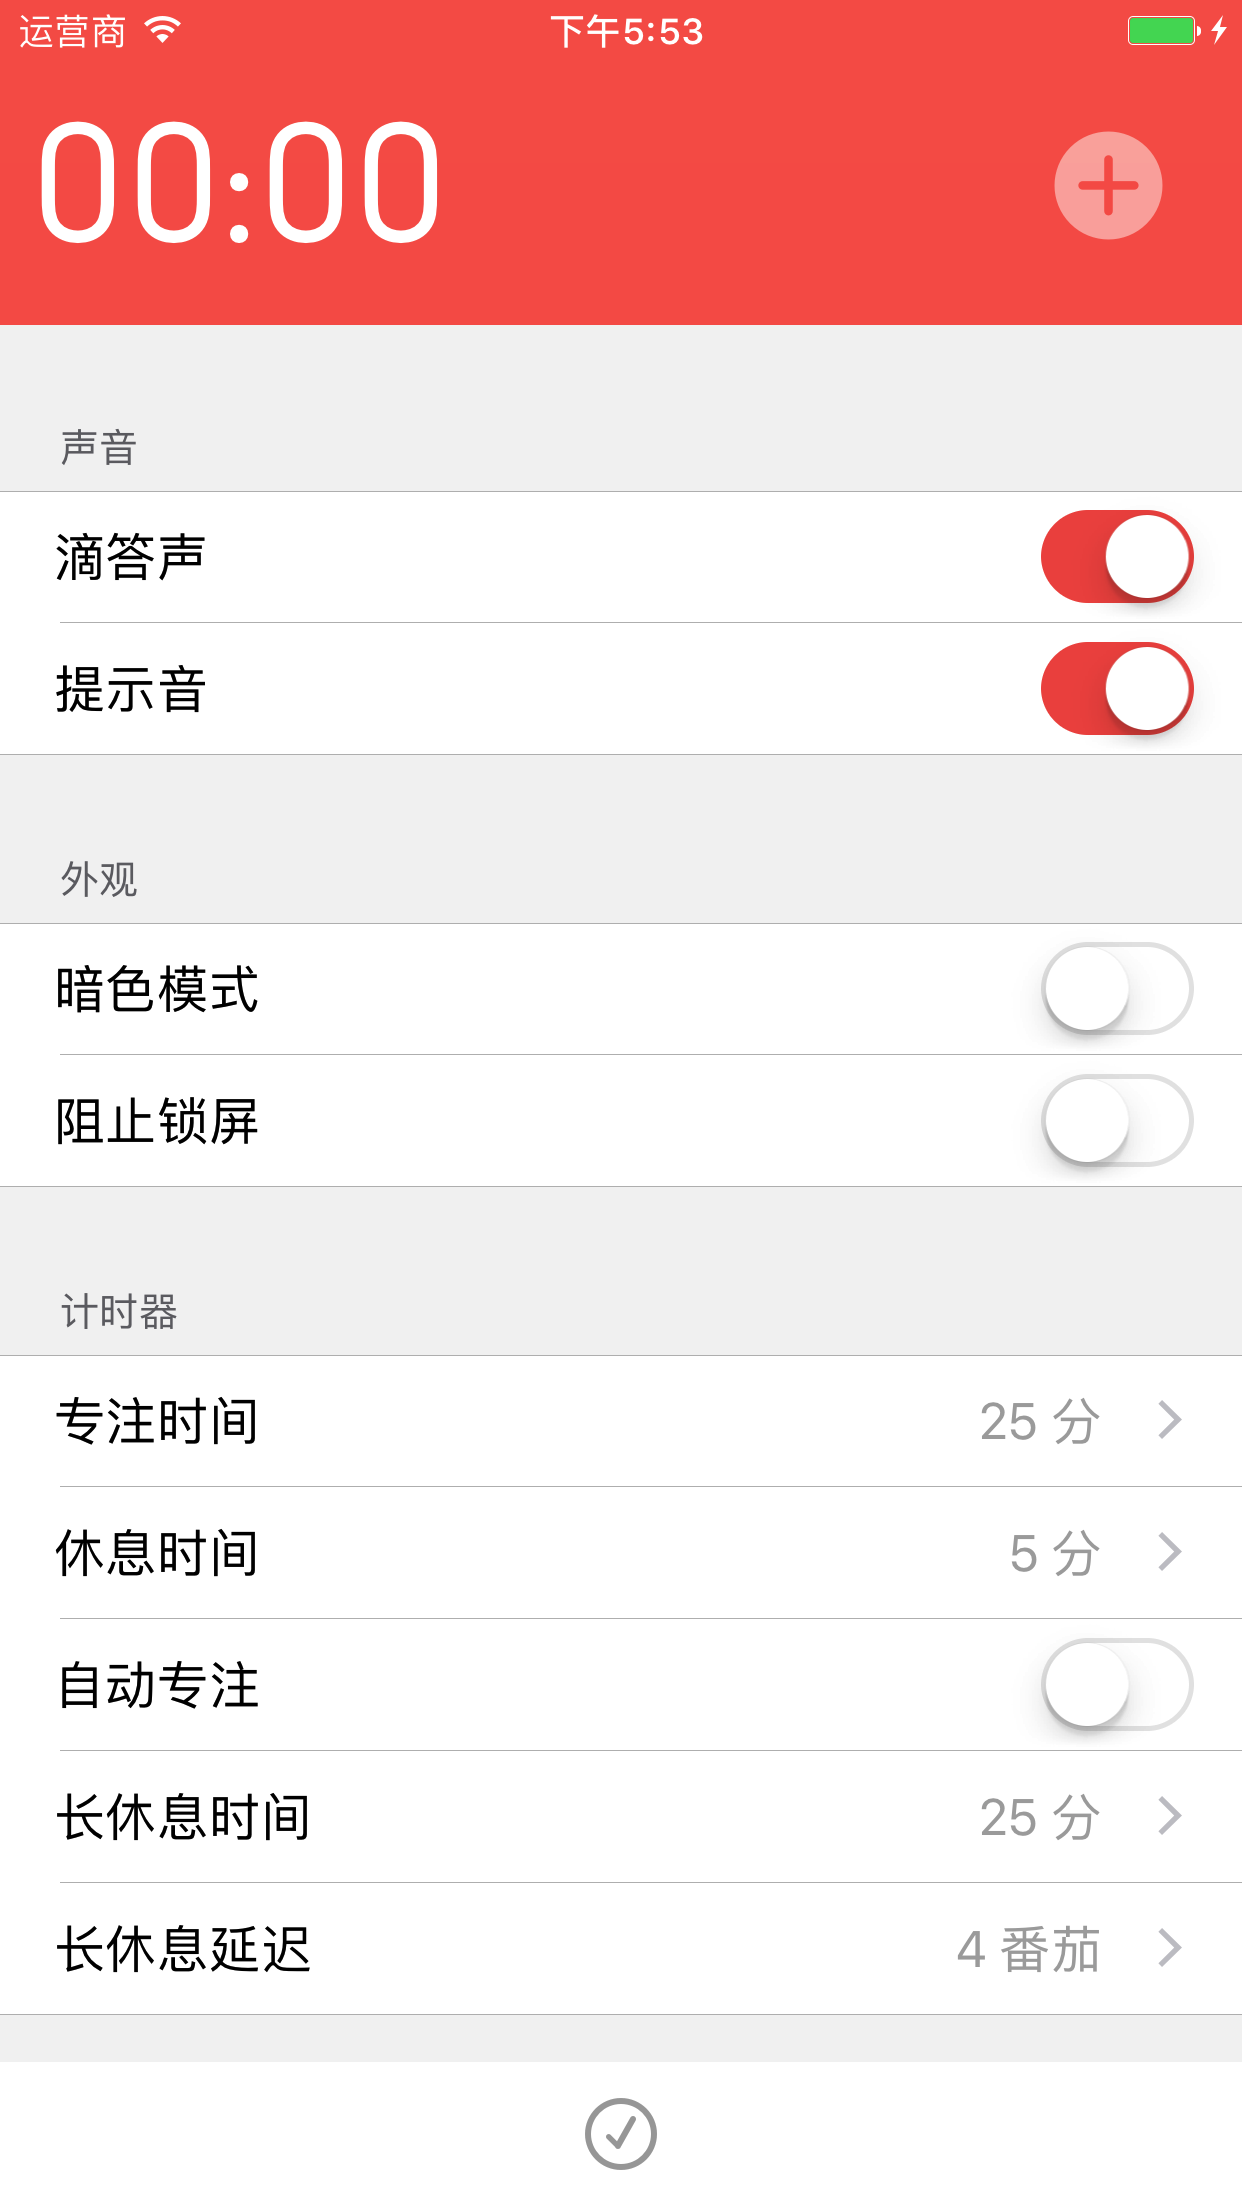 运营商 下午5:53
00:00
声音
滴答声
提示音
外观
暗色模式
阻止锁屏
计时器
专注时间 25 分
休息时间 5 分
自动专注
长休息时间 25 分
长休息延迟 4 番茄